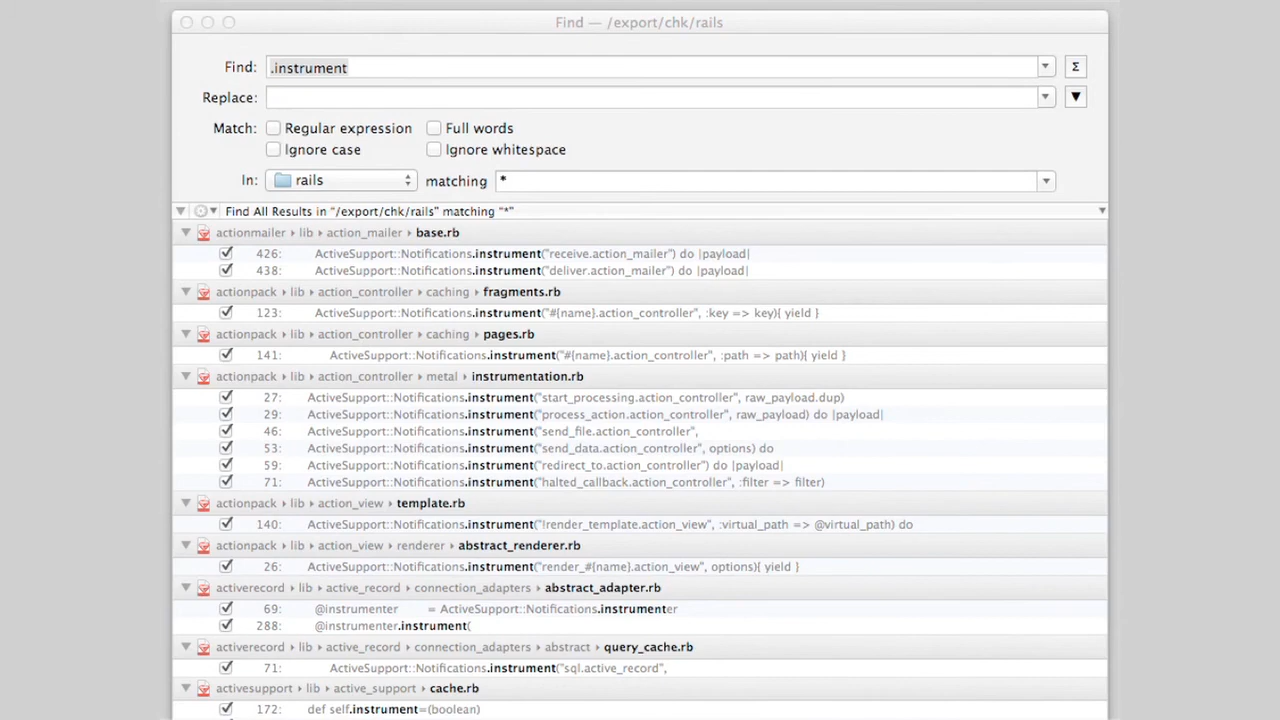 Find — /export/chk/rails
Find: .instrument Σ
Replace:
Match: Regular expression Full words
Ignore case Ignore whitespace
In: rails matching *
Find All Results in “/export/chk/rails” matching “*”
actionmailer ▸ lib ▸ action_mailer ▸ base.rb
426: ActiveSupport::Notifications.instrument("receive.action_mailer") do |payload|
438: ActiveSupport::Notifications.instrument("deliver.action_mailer") do |payload|
actionpack ▸ lib ▸ action_controller ▸ caching ▸ fragments.rb
123: ActiveSupport::Notifications.instrument("#{name}.action_controller", :key => key){ yield }
actionpack ▸ lib ▸ action_controller ▸ caching ▸ pages.rb
141: ActiveSupport::Notifications.instrument("#{name}.action_controller", :path => path){ yield }
actionpack ▸ lib ▸ action_controller ▸ metal ▸ instrumentation.rb
27: ActiveSupport::Notifications.instrument("start_processing.action_controller", raw_payload.dup)
29: ActiveSupport::Notifications.instrument("process_action.action_controller", raw_payload) do |payload|
46: ActiveSupport::Notifications.instrument("send_file.action_controller",
53: ActiveSupport::Notifications.instrument("send_data.action_controller", options) do
59: ActiveSupport::Notifications.instrument("redirect_to.action_controller") do |payload|
71: ActiveSupport::Notifications.instrument("halted_callback.action_controller", :filter => filter)
actionpack ▸ lib ▸ action_view ▸ template.rb
140: ActiveSupport::Notifications.instrument("!render_template.action_view", :virtual_path => @virtual_path) do
actionpack ▸ lib ▸ action_view ▸ renderer ▸ abstract_renderer.rb
26: ActiveSupport::Notifications.instrument("render_#{name}.action_view", options){ yield }
activerecord ▸ lib ▸ active_record ▸ connection_adapters ▸ abstract_adapter.rb
69: @instrumenter = ActiveSupport::Notifications.instrumenter
288: @instrumenter.instrument(
activerecord ▸ lib ▸ active_record ▸ connection_adapters ▸ abstract ▸ query_cache.rb
71: ActiveSupport::Notifications.instrument("sql.active_record",
activesupport ▸ lib ▸ active_support ▸ cache.rb
172: def self.instrument=(boolean)